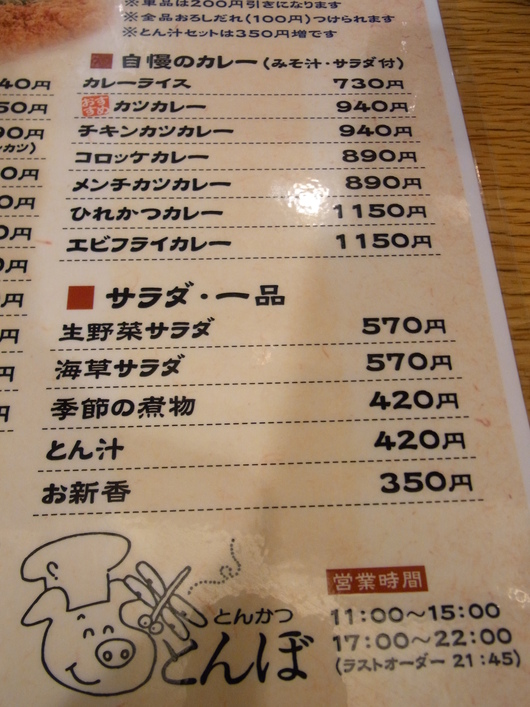 ※単品は200円引きになります
※全品おろしだれ(100円)つけられます
※とん汁セットは350円増です
自慢のカレー(みそ汁・サラダ付)
カレーライス 730円
おすすめ カツカレー 940円
チキンカツカレー 940円
コロッケカレー 890円
メンチカツカレー 890円
ひれかつカレー 1150円
エビフライカレー 1150円
サラダ・一品
生野菜サラダ 570円
海草サラダ 570円
季節の煮物 420円
とん汁 420円
お新香 350円
とんかつ
とんぼ
営業時間
11:00〜15:00
17:00〜22:00
(ラストオーダー 21:45)